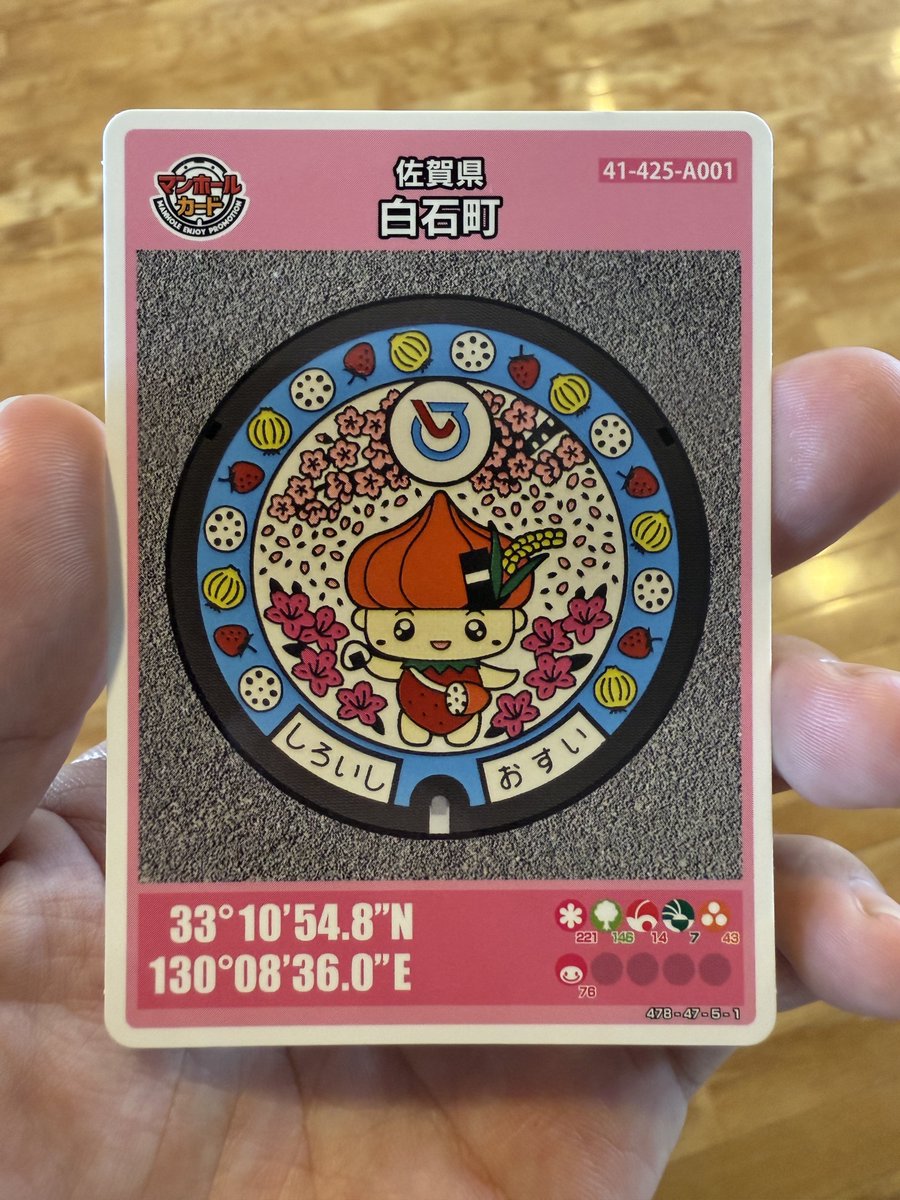 マンホール
カード
MANHOLE ENJOY PROMOTION
佐賀県
白石町
41-425-A001
しろいし
おすい
33°10'54.8"N
130°08'36.0"E
221 145 14 7 43
76
47B-47-5-1